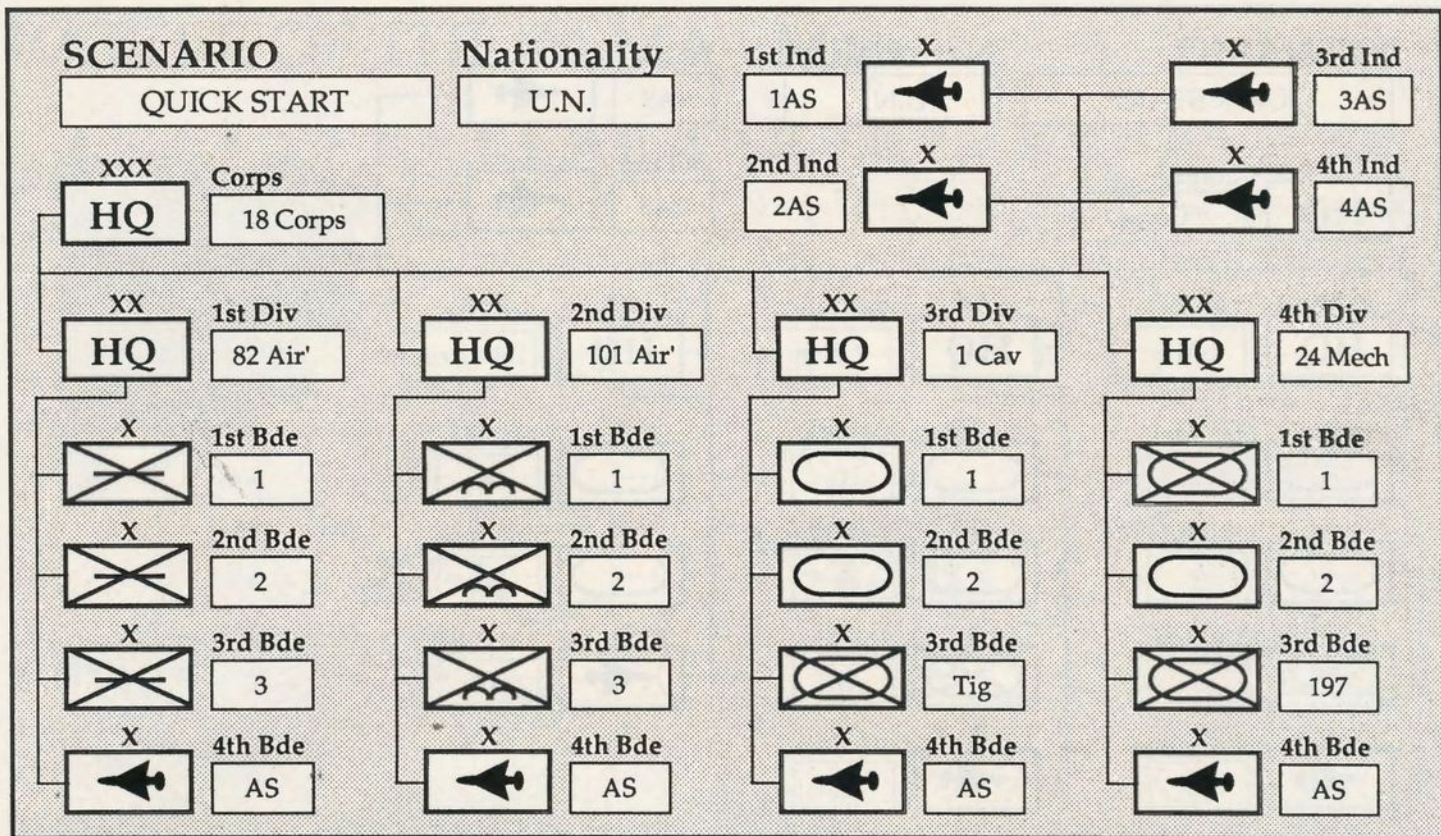 SCENARIO
QUICK START
Nationality
U.N.
1st Ind
1AS
X
X
3rd Ind
3AS
2nd Ind
2AS
X
X
4th Ind
4AS
XXX
HQ
Corps
18 Corps
XX
HQ
1st Div
82 Air'
XX
HQ
2nd Div
101 Air'
XX
HQ
3rd Div
1 Cav
XX
HQ
4th Div
24 Mech
X
1st Bde
1
X
1st Bde
1
X
1st Bde
1
X
1st Bde
1
X
2nd Bde
2
X
2nd Bde
2
X
2nd Bde
2
X
2nd Bde
2
X
3rd Bde
3
X
3rd Bde
3
X
3rd Bde
Tig
X
3rd Bde
197
X
4th Bde
AS
X
4th Bde
AS
X
4th Bde
AS
X
4th Bde
AS